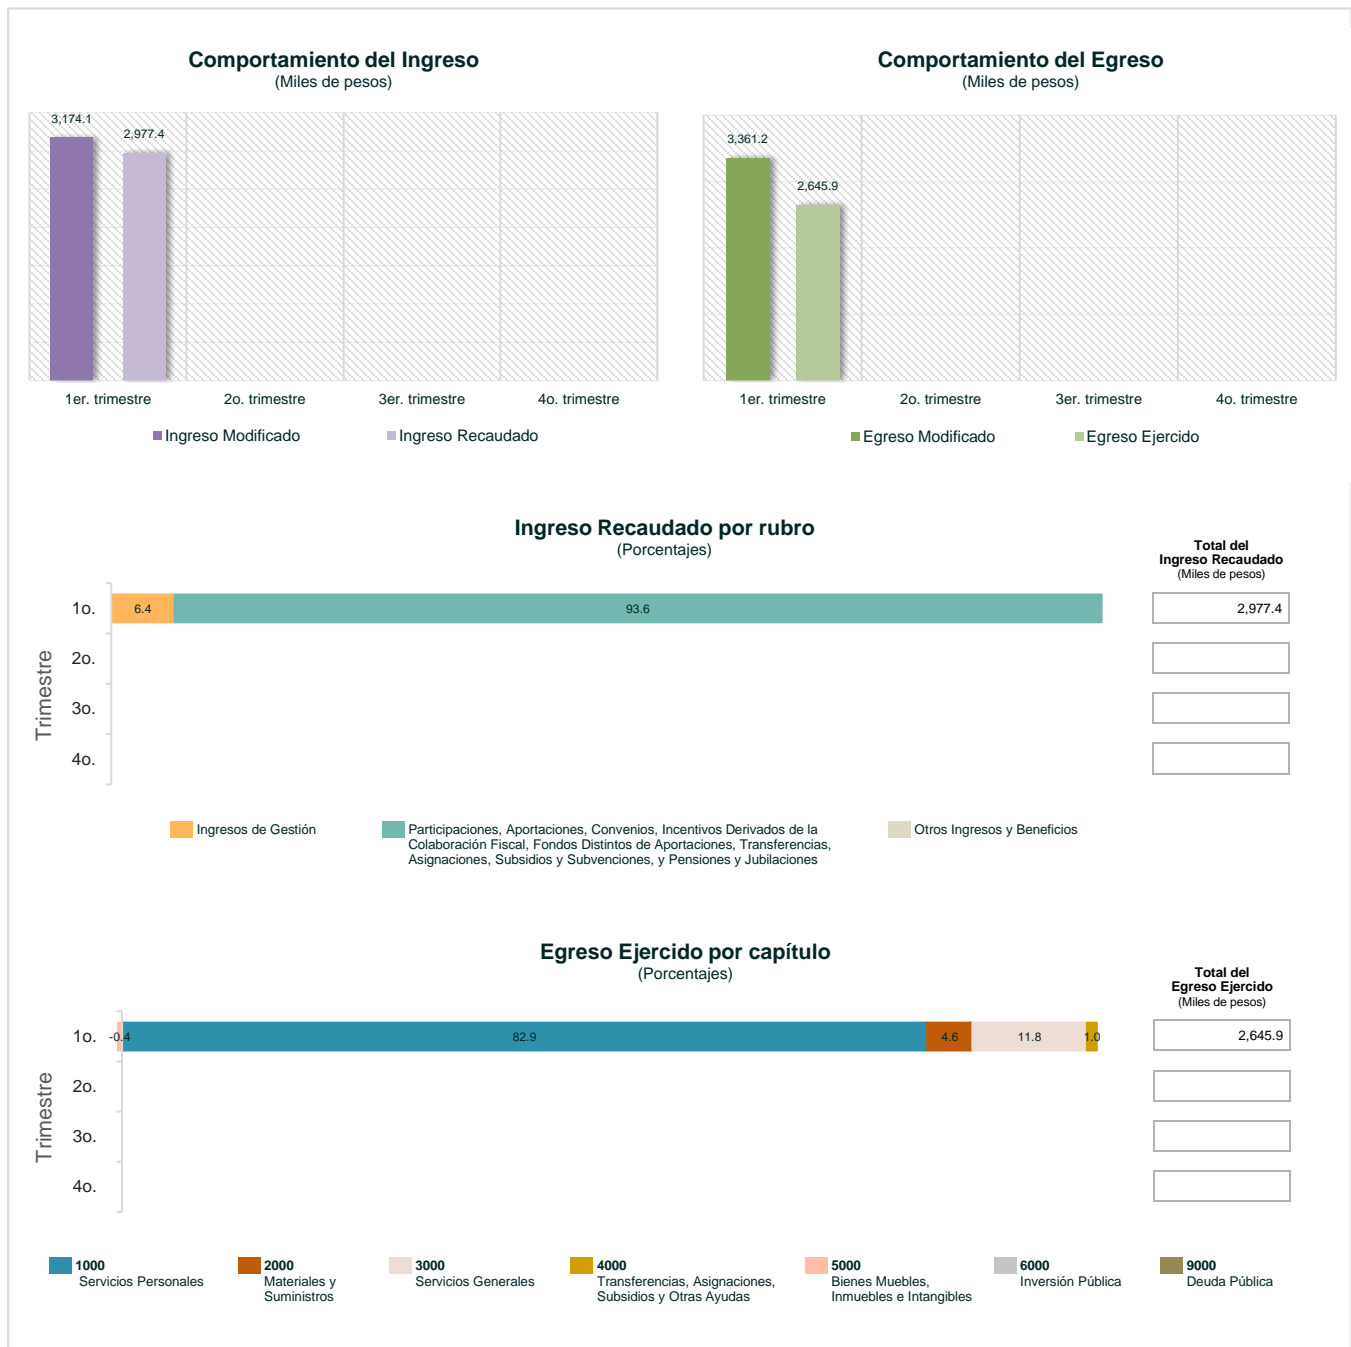 Comportamiento del Ingreso
(Miles de pesos)
3,174.1
2,977.4
1er. trimestre
2o. trimestre
3er. trimestre
4o. trimestre
Ingreso Modificado
Ingreso Recaudado
Comportamiento del Egreso
(Miles de pesos)
3,361.2
2,645.9
1er. trimestre
2o. trimestre
3er. trimestre
4o. trimestre
Egreso Modificado
Egreso Ejercido
Ingreso Recaudado por rubro
(Porcentajes)
Total del
Ingreso Recaudado
(Miles de pesos)
Trimestre
1o.
6.4
93.6
2,977.4
2o.
3o.
4o.
Ingresos de Gestión
Participaciones, Aportaciones, Convenios, Incentivos Derivados de la
Colaboración Fiscal, Fondos Distintos de Aportaciones, Transferencias,
Asignaciones, Subsidios y Subvenciones, y Pensiones y Jubilaciones
Otros Ingresos y Beneficios
Egreso Ejercido por capítulo
(Porcentajes)
Total del
Egreso Ejercido
(Miles de pesos)
Trimestre
1o.
-0.4
82.9
4.6
11.8
1.0
2,645.9
2o.
3o.
4o.
1000
Servicios Personales
2000
Materiales y
Suministros
3000
Servicios Generales
4000
Transferencias, Asignaciones,
Subsidios y Otras Ayudas
5000
Bienes Muebles,
Inmuebles e Intangibles
6000
Inversión Pública
9000
Deuda Pública